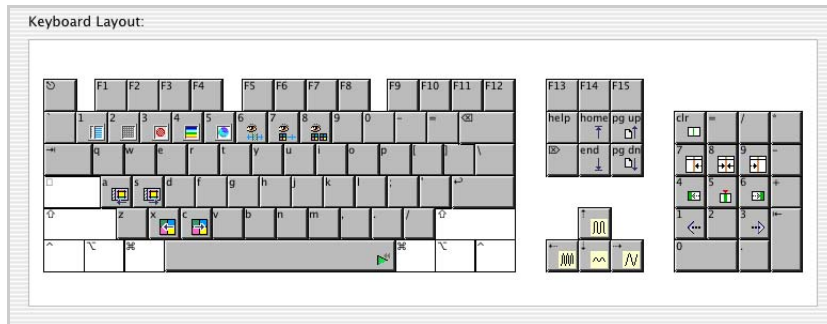 Keyboard Layout:
F1 F2 F3 F4 F5 F6 F7 F8 F9 F10 F11 F12 F13 F14 F15
` 1 2 3 4 5 6 7 8 9 0 - = help home pg up clr = / *
q w e r t y u i o p [ ] \ end pg dn 7 8 9 -
a s d f g h j k l ; ' 4 5 6 +
z x c v b n m , . / 1 2 3
0 .